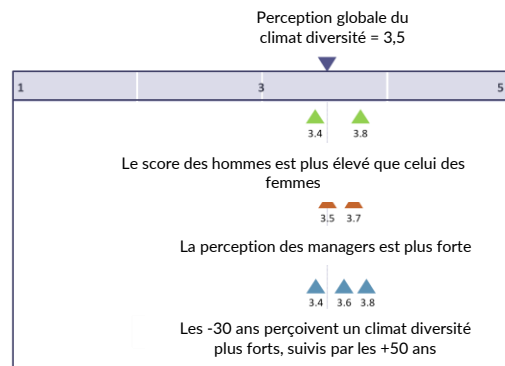 Perception globale du
climat diversité = 3,5
1 3 5
3.4 3.8
Le score des hommes est plus élevé que celui des
femmes
3.5 3.7
La perception des managers est plus forte
3.4 3.6 3.8
Les -30 ans perçoivent un climat diversité
plus forts, suivis par les +50 ans